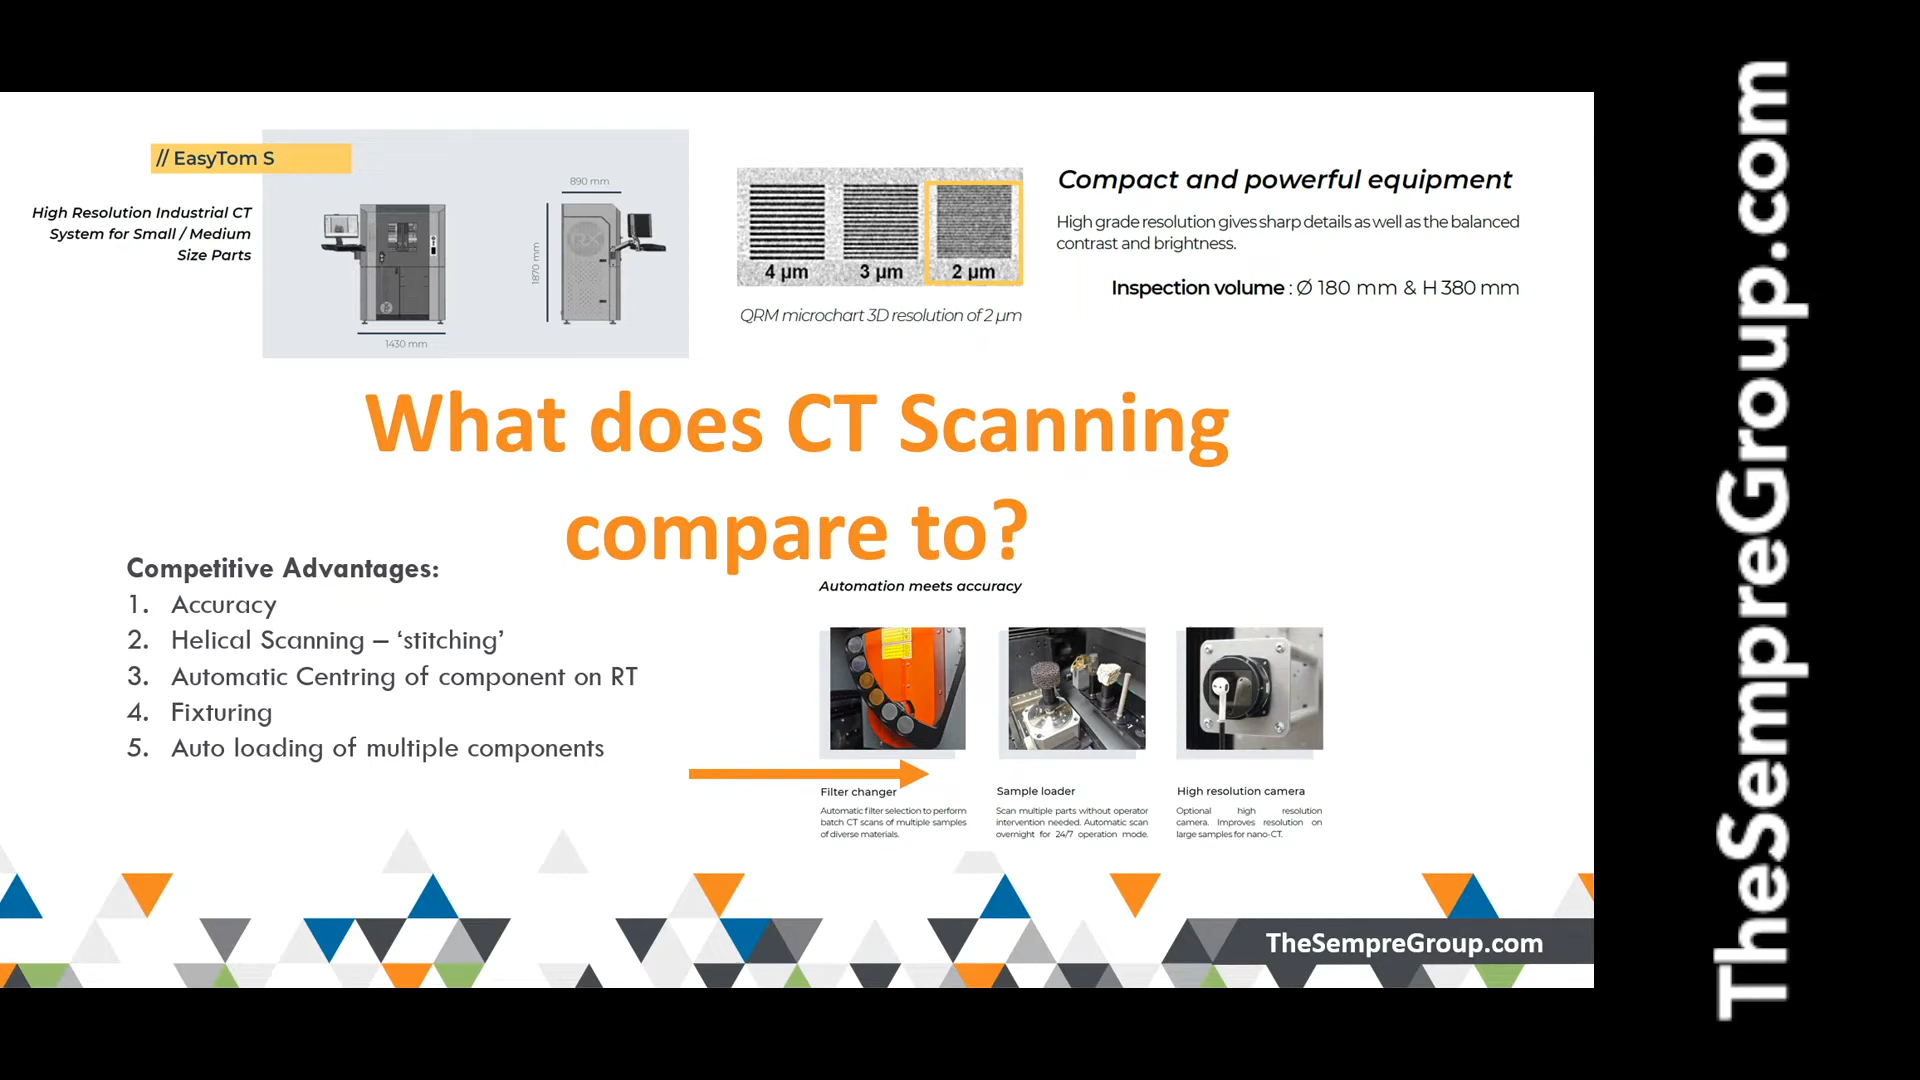 // EasyTom S
High Resolution Industrial CT
System for Small / Medium
Size Parts
890 mm
1870 mm
RX
1430 mm
4 µm
3 µm
2 µm
QRM microchart 3D resolution of 2 µm
Compact and powerful equipment
High grade resolution gives sharp details as well as the balanced
contrast and brightness.
Inspection volume : Ø 180 mm & H 380 mm
What does CT Scanning
compare to?
Competitive Advantages:
1. Accuracy
2. Helical Scanning – ‘stitching’
3. Automatic Centring of component on RT
4. Fixturing
5. Auto loading of multiple components
Automation meets accuracy
Filter changer
Automatic filter selection to perform
batch CT scans of multiple samples
of diverse materials.
Sample loader
Scan multiple parts without operator
intervention needed. Automatic scan
overnight for 24/7 operation mode.
High resolution camera
Optional high resolution
camera. Improves resolution on
large samples for nano-CT.
TheSempreGroup.com
TheSempreGroup.com